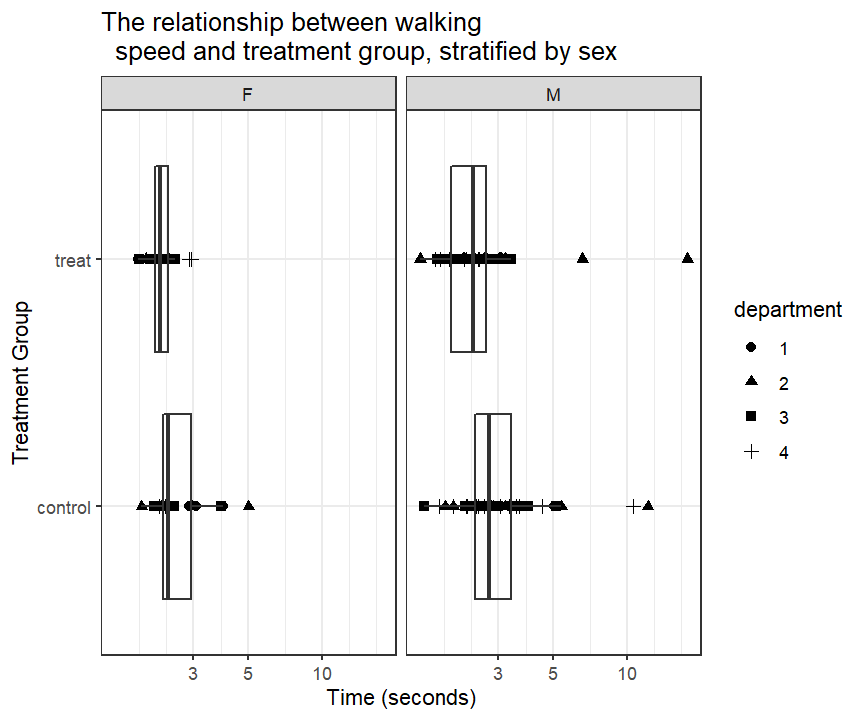 The relationship between walking
speed and treatment group, stratified by sex
F
M
Treatment Group
treat
control
3
5
10
3
5
10
Time (seconds)
department
1
2
3
4